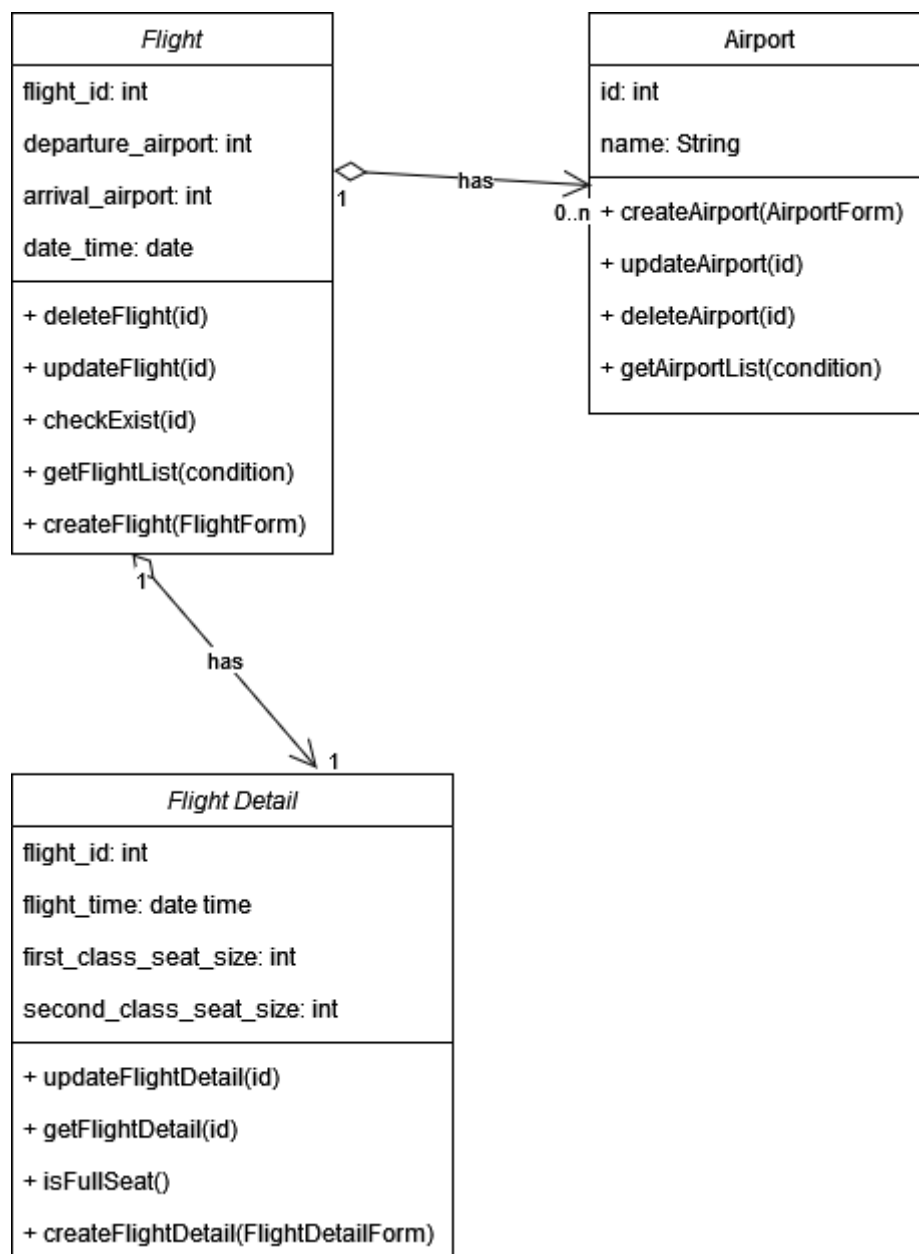 Flight
flight_id: int
departure_airport: int
arrival_airport: int
date_time: date
+ deleteFlight(id)
+ updateFlight(id)
+ checkExist(id)
+ getFlightList(condition)
+ createFlight(FlightForm)
1
has
0..n
Airport
id: int
name: String
+ createAirport(AirportForm)
+ updateAirport(id)
+ deleteAirport(id)
+ getAirportList(condition)
1
has
1
Flight Detail
flight_id: int
flight_time: date time
first_class_seat_size: int
second_class_seat_size: int
+ updateFlightDetail(id)
+ getFlightDetail(id)
+ isFullSeat()
+ createFlightDetail(FlightDetailForm)